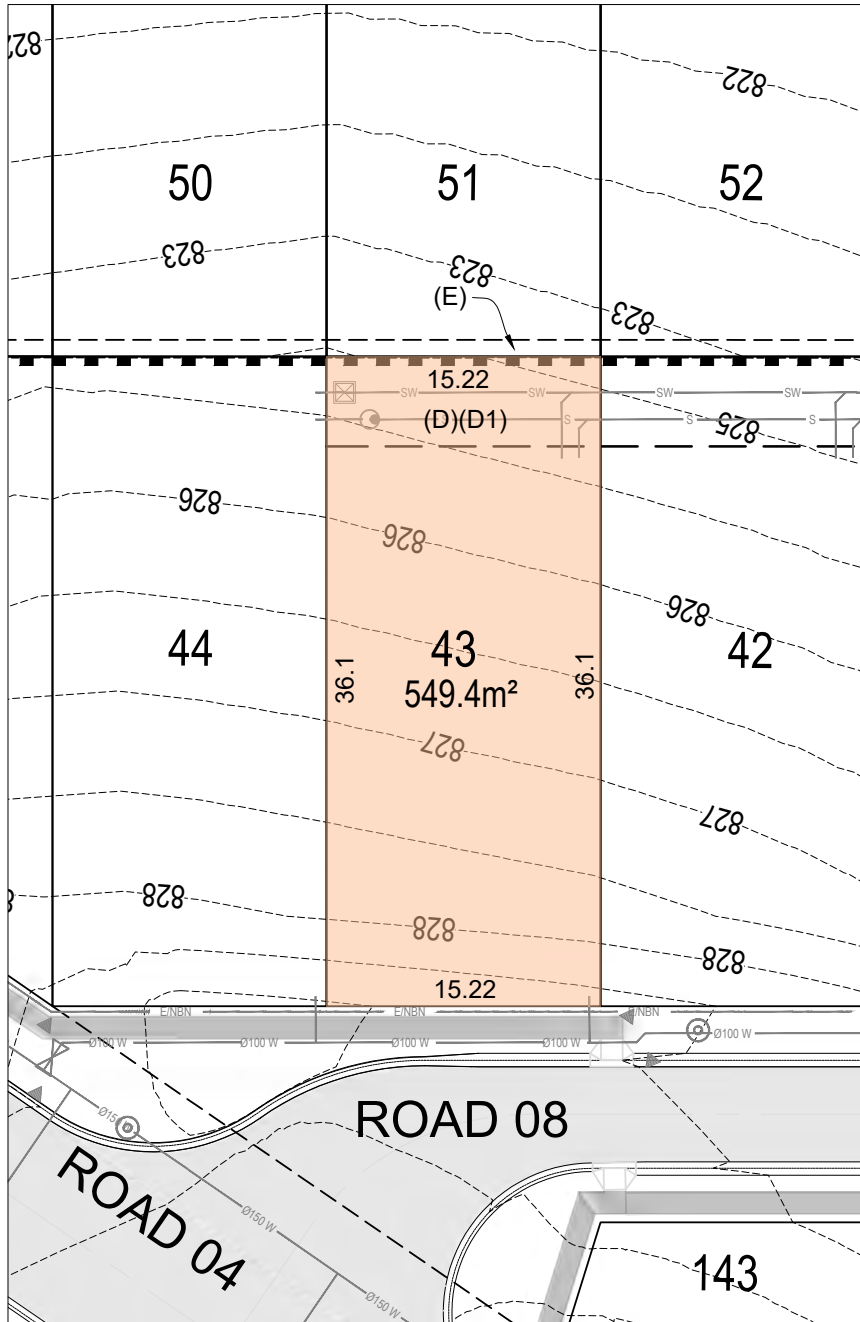 822
822
50
51
52
823
823
(E)
823
15.22
SW
SW
SW
(D)(D1)
S
S
825
826
826
826
44
43
42
549.4m²
36.1
36.1
827
827
828
828
828
15.22
E/NBN
E/NBN
E/NBN
Ø100 W
Ø100 W
Ø100 W
Ø100 W
Ø100 W
ROAD 08
ROAD 04
Ø150 W
Ø150 W
143